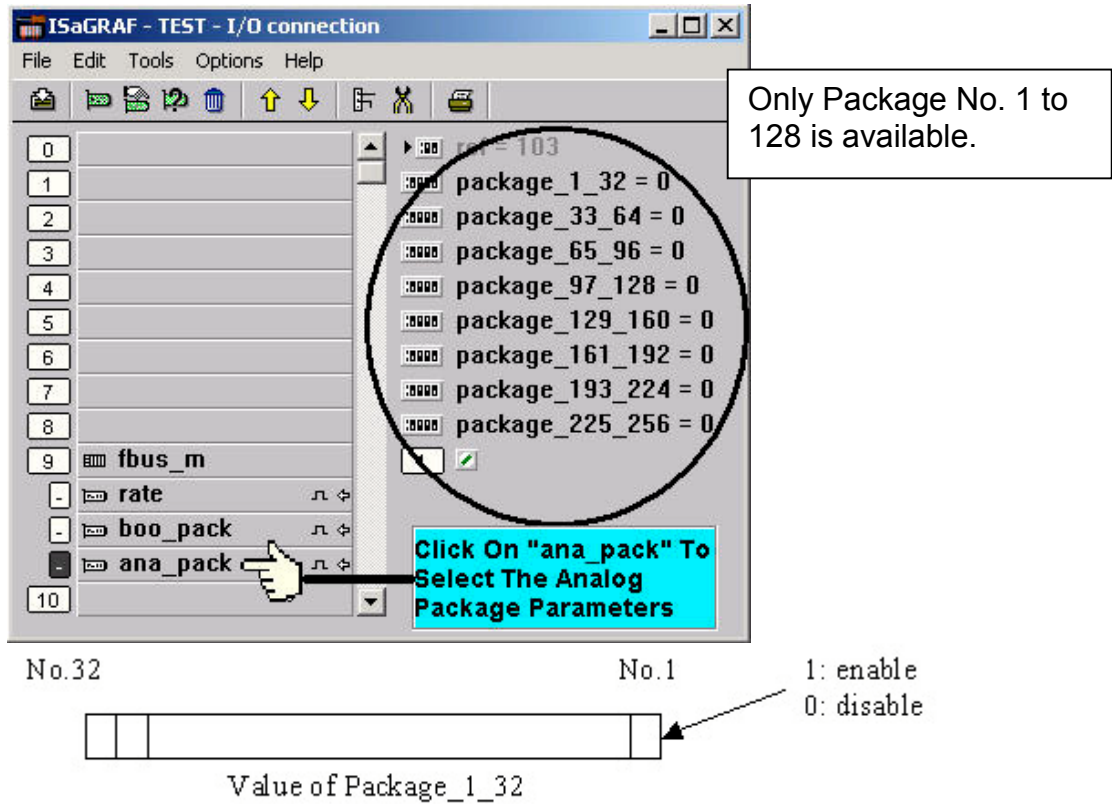 ISaGRAF - TEST - I/O connection
File Edit Tools Options Help
Only Package No. 1 to
128 is available.
0
1
2
3
4
5
6
7
8
9 fbus_m
- rate
- boo_pack
- ana_pack
10
ref = 103
package_1_32 = 0
package_33_64 = 0
package_65_96 = 0
package_97_128 = 0
package_129_160 = 0
package_161_192 = 0
package_193_224 = 0
package_225_256 = 0
Click On "ana_pack" To
Select The Analog
Package Parameters
No.32
No.1
1: enable
0: disable
Value of Package_1_32